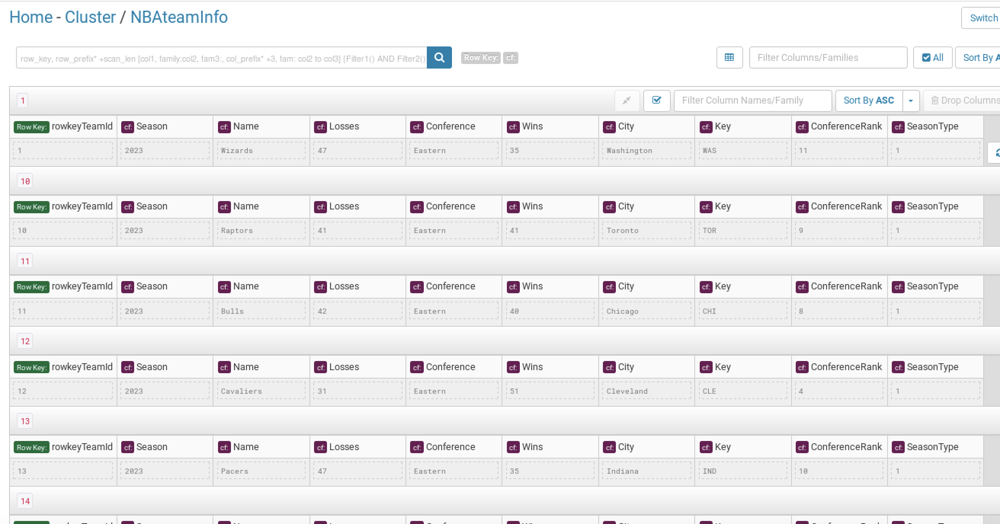 Home - Cluster / NBAteamInfo
Switch
row_key, row_prefix* +scan_len [col1, family:col2, fam3:, col_prefix* +3, fam: col2 to col3] {Filter1() AND Filter2() Row Key: cf: Filter Columns/Families All Sort By
1 Filter Column Names/Family Sort By ASC Drop Columns
Row Key: rowkeyTeamId cf: Season cf: Name cf: Losses cf: Conference cf: Wins cf: City cf: Key cf: ConferenceRank cf: SeasonType
1 2023 Wizards 47 Eastern 35 Washington WAS 11 1
10
Row Key: rowkeyTeamId cf: Season cf: Name cf: Losses cf: Conference cf: Wins cf: City cf: Key cf: ConferenceRank cf: SeasonType
10 2023 Raptors 41 Eastern 41 Toronto TOR 9 1
11
Row Key: rowkeyTeamId cf: Season cf: Name cf: Losses cf: Conference cf: Wins cf: City cf: Key cf: ConferenceRank cf: SeasonType
11 2023 Bulls 42 Eastern 40 Chicago CHI 8 1
12
Row Key: rowkeyTeamId cf: Season cf: Name cf: Losses cf: Conference cf: Wins cf: City cf: Key cf: ConferenceRank cf: SeasonType
12 2023 Cavaliers 31 Eastern 51 Cleveland CLE 4 1
13
Row Key: rowkeyTeamId cf: Season cf: Name cf: Losses cf: Conference cf: Wins cf: City cf: Key cf: ConferenceRank cf: SeasonType
13 2023 Pacers 47 Eastern 35 Indiana IND 10 1
14